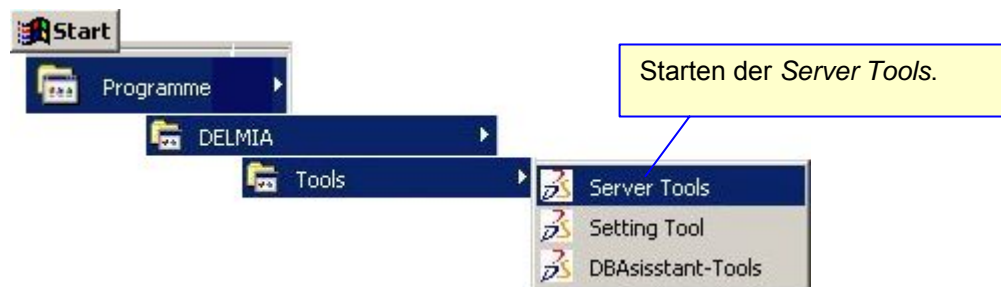 Start
Programme
Starten der Server Tools.
DELMIA
Tools
Server Tools
Setting Tool
DBAsisstant-Tools